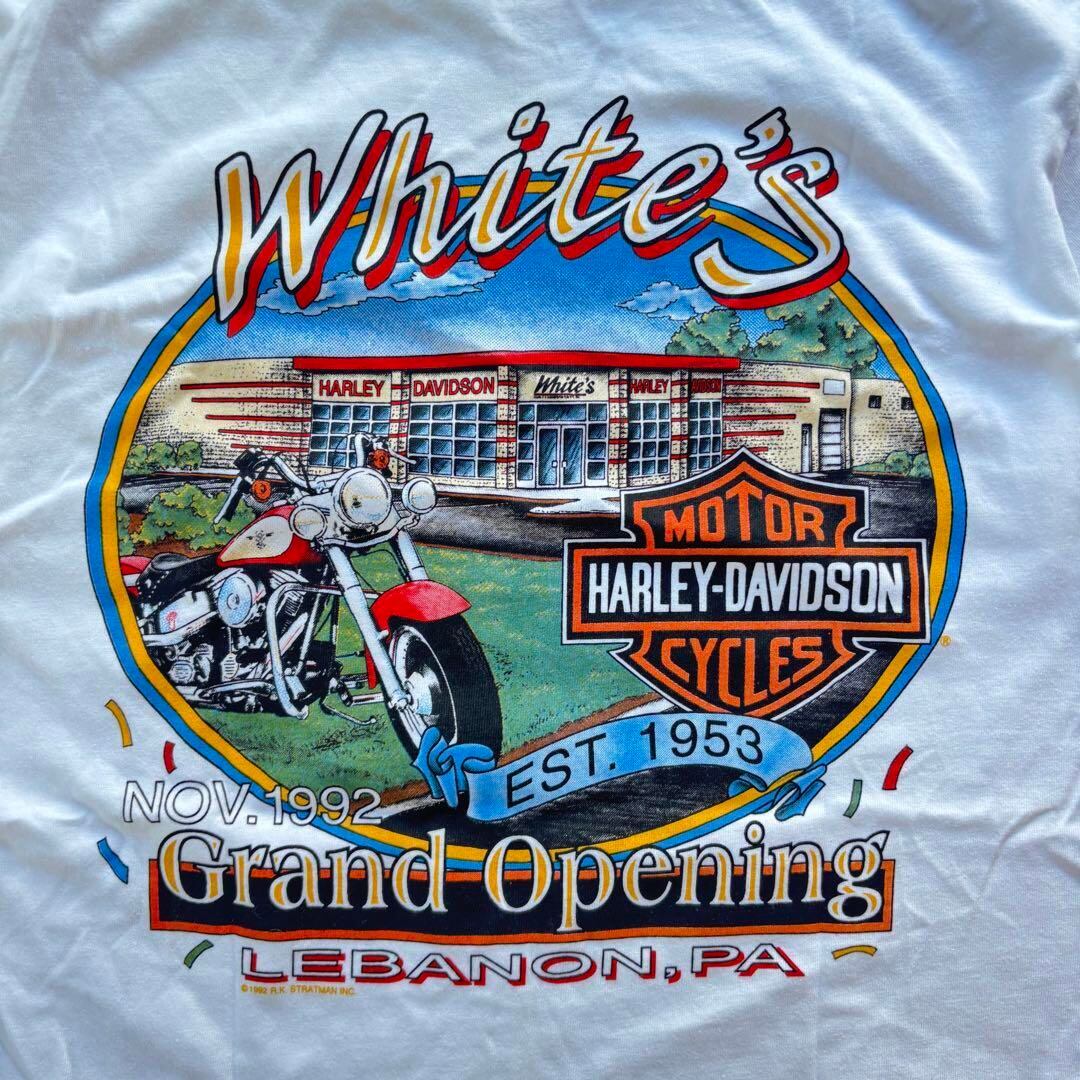 White's
HARLEY DAVIDSON White's HARLEY DAVIDSON
MOTOR
HARLEY-DAVIDSON
CYCLES
®
EST. 1953
NOV. 1992
Grand Opening
LEBANON, PA
©1992 R.K. STRATMAN INC.